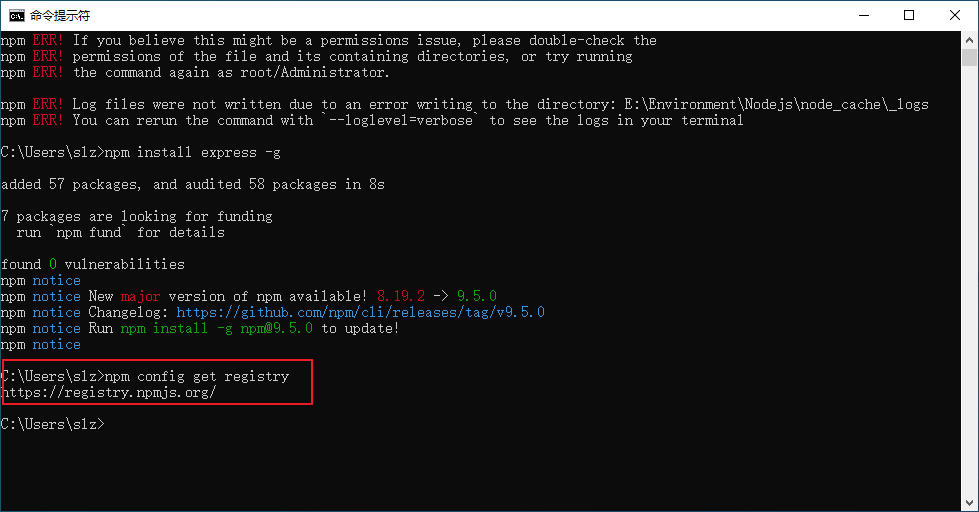 命令提示符
npm ERR! If you believe this might be a permissions issue, please double-check the
npm ERR! permissions of the file and its containing directories, or try running
npm ERR! the command again as root/Administrator.
npm ERR! Log files were not written due to an error writing to the directory: E:\Environment\Nodejs\node_cache\_logs
npm ERR! You can rerun the command with `--loglevel=verbose` to see the logs in your terminal
C:\Users\slz>npm install express -g
added 57 packages, and audited 58 packages in 8s
7 packages are looking for funding
run `npm fund` for details
found 0 vulnerabilities
npm notice
npm notice New major version of npm available! 8.19.2 -> 9.5.0
npm notice Changelog: https://github.com/npm/cli/releases/tag/v9.5.0
npm notice Run npm install -g npm@9.5.0 to update!
npm notice
C:\Users\slz>npm config get registry
https://registry.npmjs.org/
C:\Users\slz>